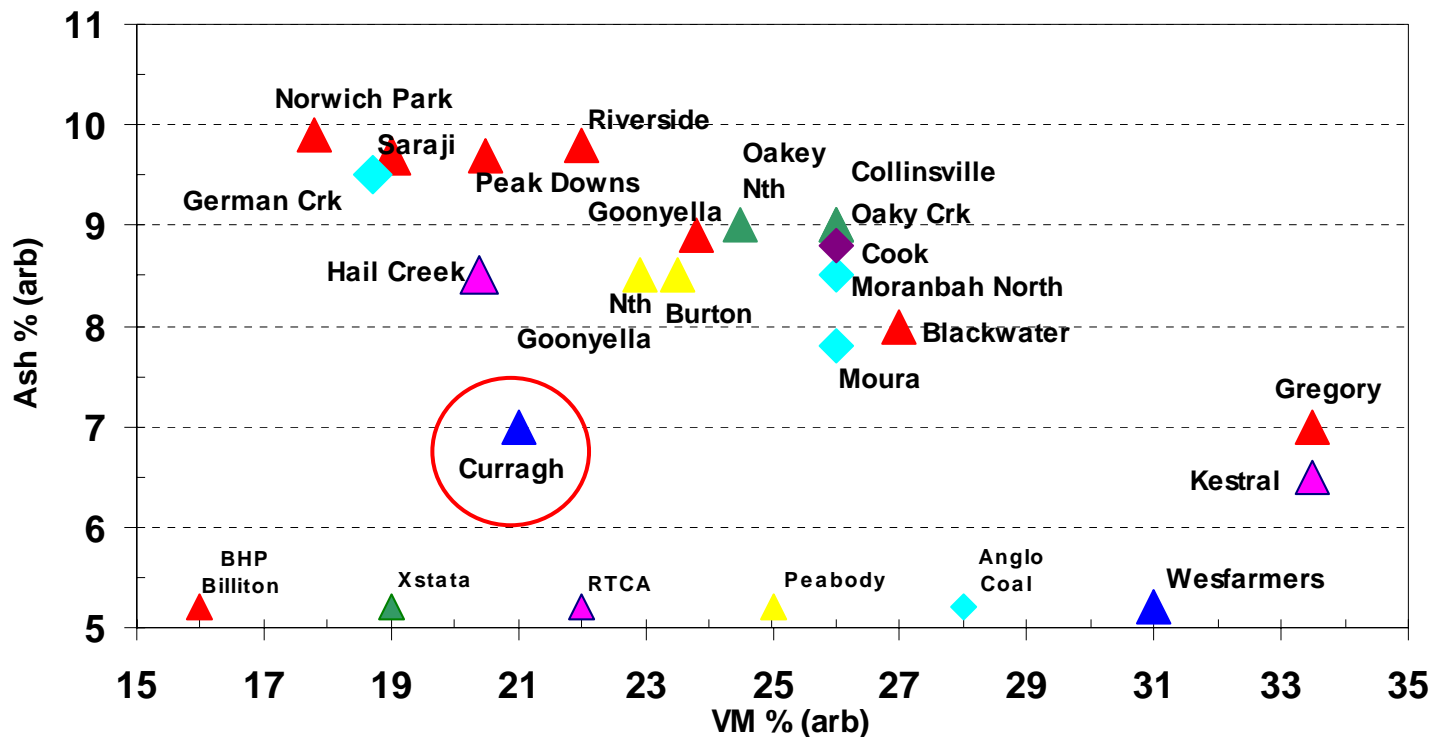 11
10
9
8
7
6
5
Ash % (arb)
Norwich Park
Saraji
Riverside
Oakey
Nth
Collinsville
German Crk
Peak Downs
Goonyella
Oaky Crk
Cook
Hail Creek
Nth
Goonyella
Burton
Moranbah North
Blackwater
Moura
Gregory
Curragh
Kestral
BHP
Billiton
Xstata
RTCA
Peabody
Anglo
Coal
Wesfarmers
15 17 19 21 23 25 27 29 31 33 35
VM % (arb)